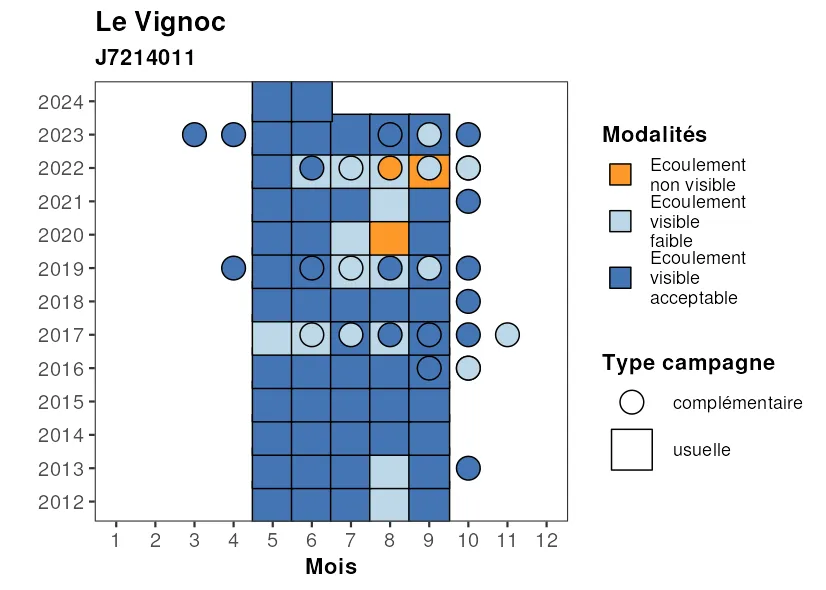 Le Vignoc
J7214011
2024
2023
2022
2021
2020
2019
2018
2017
2016
2015
2014
2013
2012
1 2 3 4 5 6 7 8 9 10 11 12
Mois
Modalités
Ecoulement
non visible
Ecoulement
visible
faible
Ecoulement
visible
acceptable
Type campagne
complémentaire
usuelle